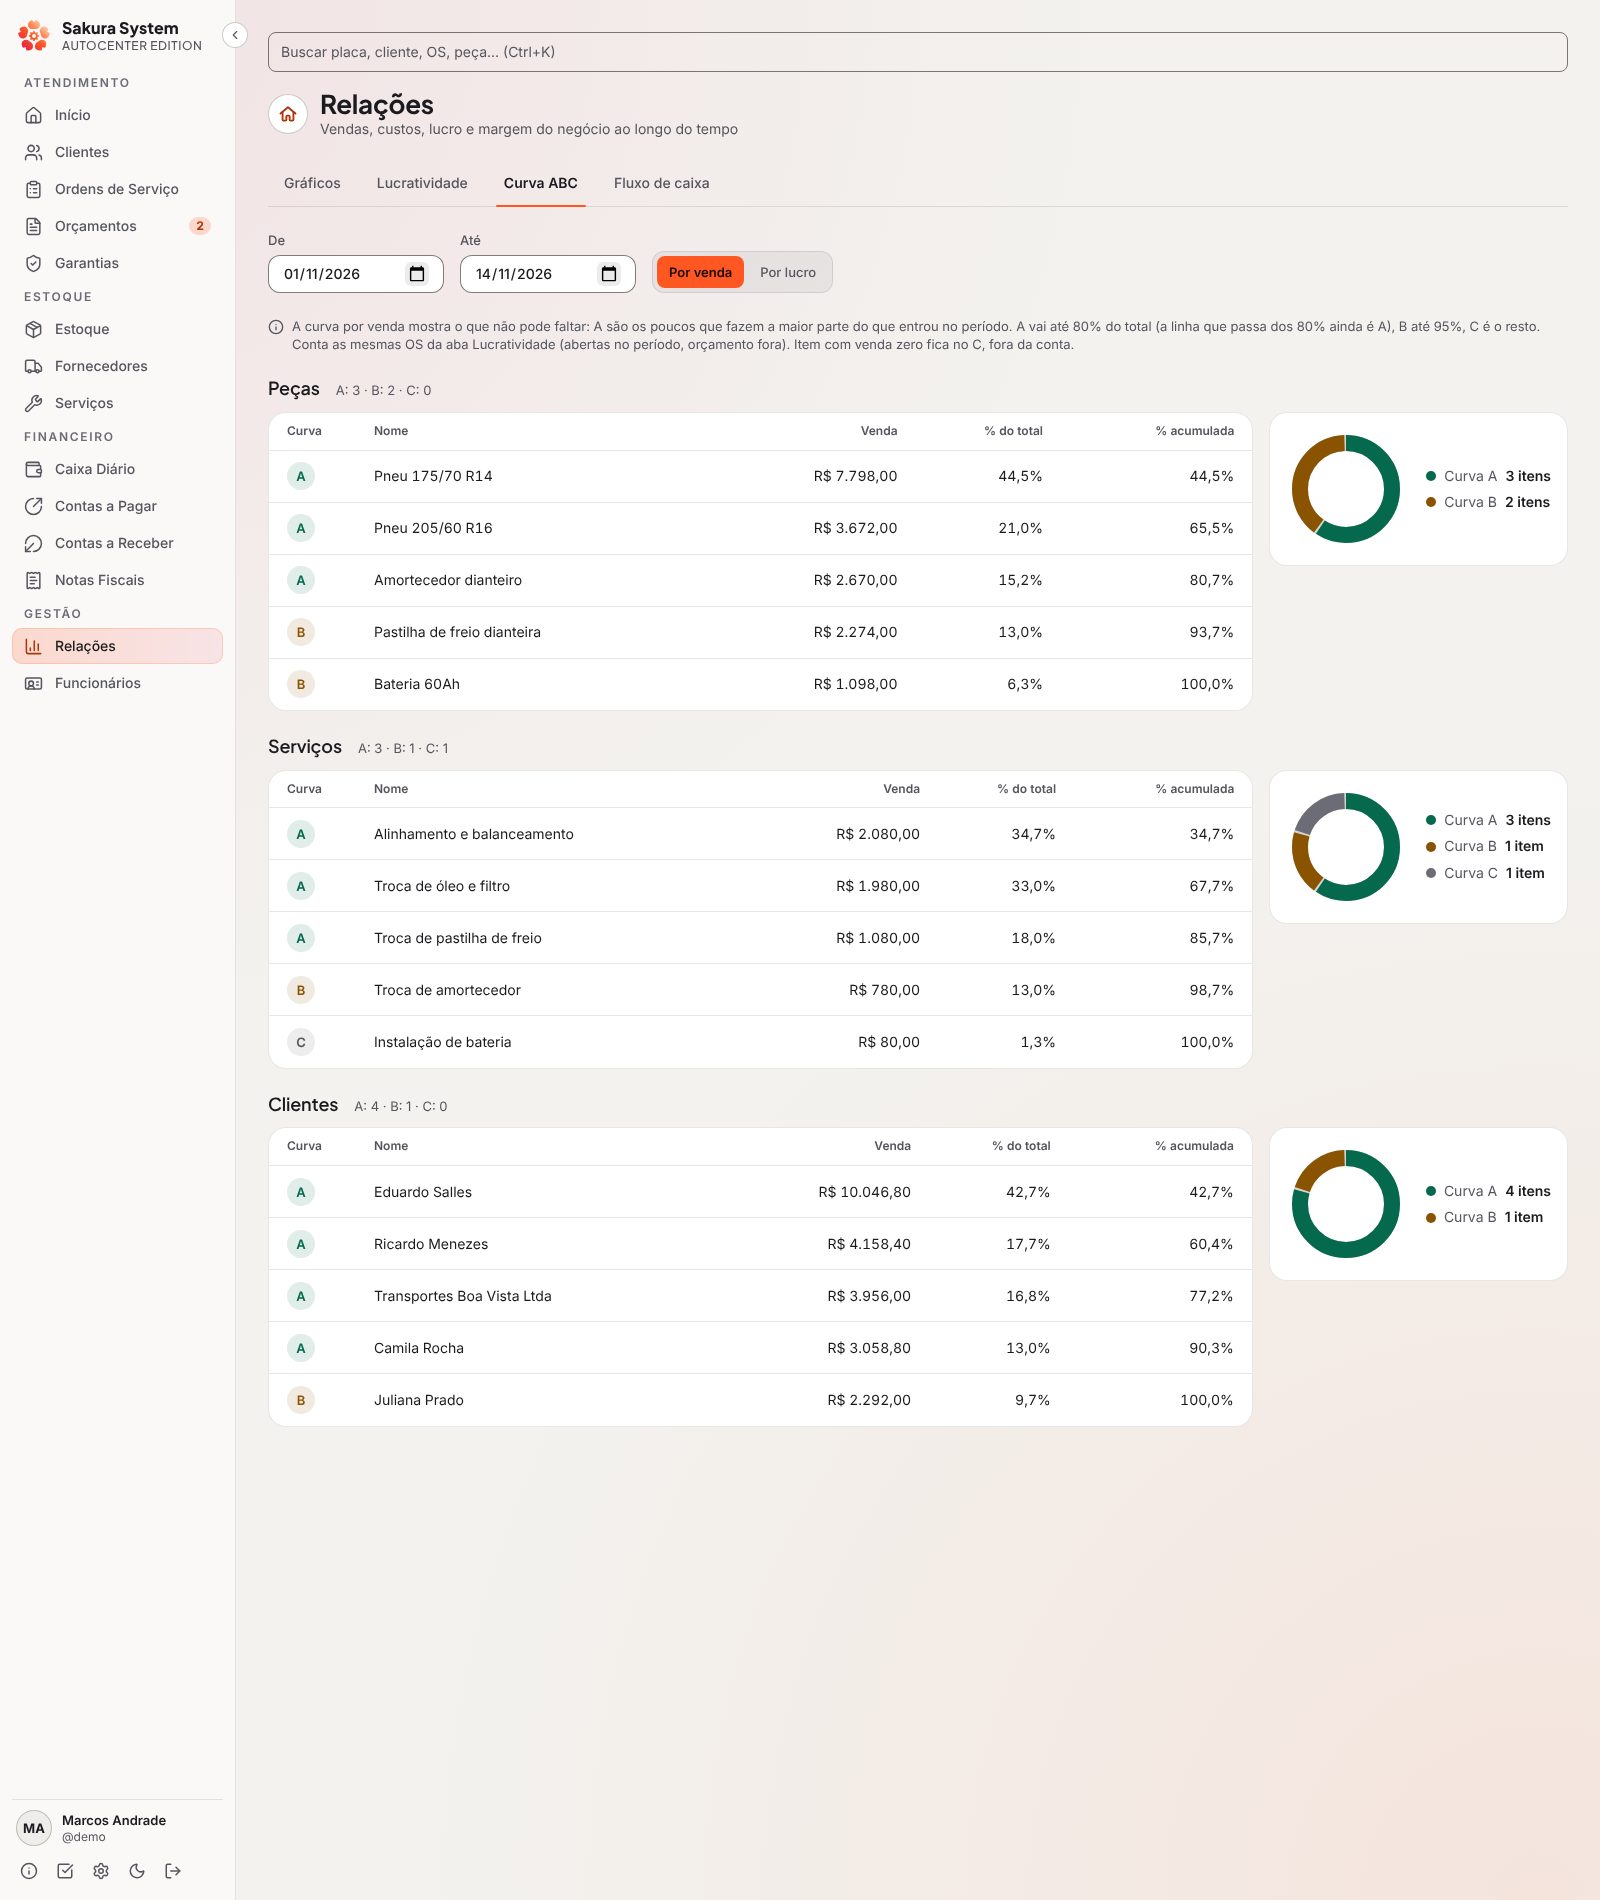 Sakura System
AUTOCENTER EDITION
ATENDIMENTO
Início
Clientes
Ordens de Serviço
Orçamentos 2
Garantias
ESTOQUE
Estoque
Fornecedores
Serviços
FINANCEIRO
Caixa Diário
Contas a Pagar
Contas a Receber
Notas Fiscais
GESTÃO
Relações
Funcionários
MA
Marcos Andrade
@demo
Buscar placa, cliente, OS, peça... (Ctrl+K)
Relações
Vendas, custos, lucro e margem do negócio ao longo do tempo
Gráficos Lucratividade Curva ABC Fluxo de caixa
De Até
01/11/2026 14/11/2026 Por venda Por lucro
A curva por venda mostra o que não pode faltar: A são os poucos que fazem a maior parte do que entrou no período. A vai até 80% do total (a linha que passa dos 80% ainda é A), B até 95%, C é o resto.
Conta as mesmas OS da aba Lucratividade (abertas no período, orçamento fora). Item com venda zero fica no C, fora da conta.
Peças A: 3 · B: 2 · C: 0
Curva Nome Venda % do total % acumulada
A Pneu 175/70 R14 R$ 7.798,00 44,5% 44,5%
A Pneu 205/60 R16 R$ 3.672,00 21,0% 65,5%
A Amortecedor dianteiro R$ 2.670,00 15,2% 80,7%
B Pastilha de freio dianteira R$ 2.274,00 13,0% 93,7%
B Bateria 60Ah R$ 1.098,00 6,3% 100,0%
Curva A 3 itens
Curva B 2 itens
Serviços A: 3 · B: 1 · C: 1
Curva Nome Venda % do total % acumulada
A Alinhamento e balanceamento R$ 2.080,00 34,7% 34,7%
A Troca de óleo e filtro R$ 1.980,00 33,0% 67,7%
A Troca de pastilha de freio R$ 1.080,00 18,0% 85,7%
B Troca de amortecedor R$ 780,00 13,0% 98,7%
C Instalação de bateria R$ 80,00 1,3% 100,0%
Curva A 3 itens
Curva B 1 item
Curva C 1 item
Clientes A: 4 · B: 1 · C: 0
Curva Nome Venda % do total % acumulada
A Eduardo Salles R$ 10.046,80 42,7% 42,7%
A Ricardo Menezes R$ 4.158,40 17,7% 60,4%
A Transportes Boa Vista Ltda R$ 3.956,00 16,8% 77,2%
A Camila Rocha R$ 3.058,80 13,0% 90,3%
B Juliana Prado R$ 2.292,00 9,7% 100,0%
Curva A 4 itens
Curva B 1 item